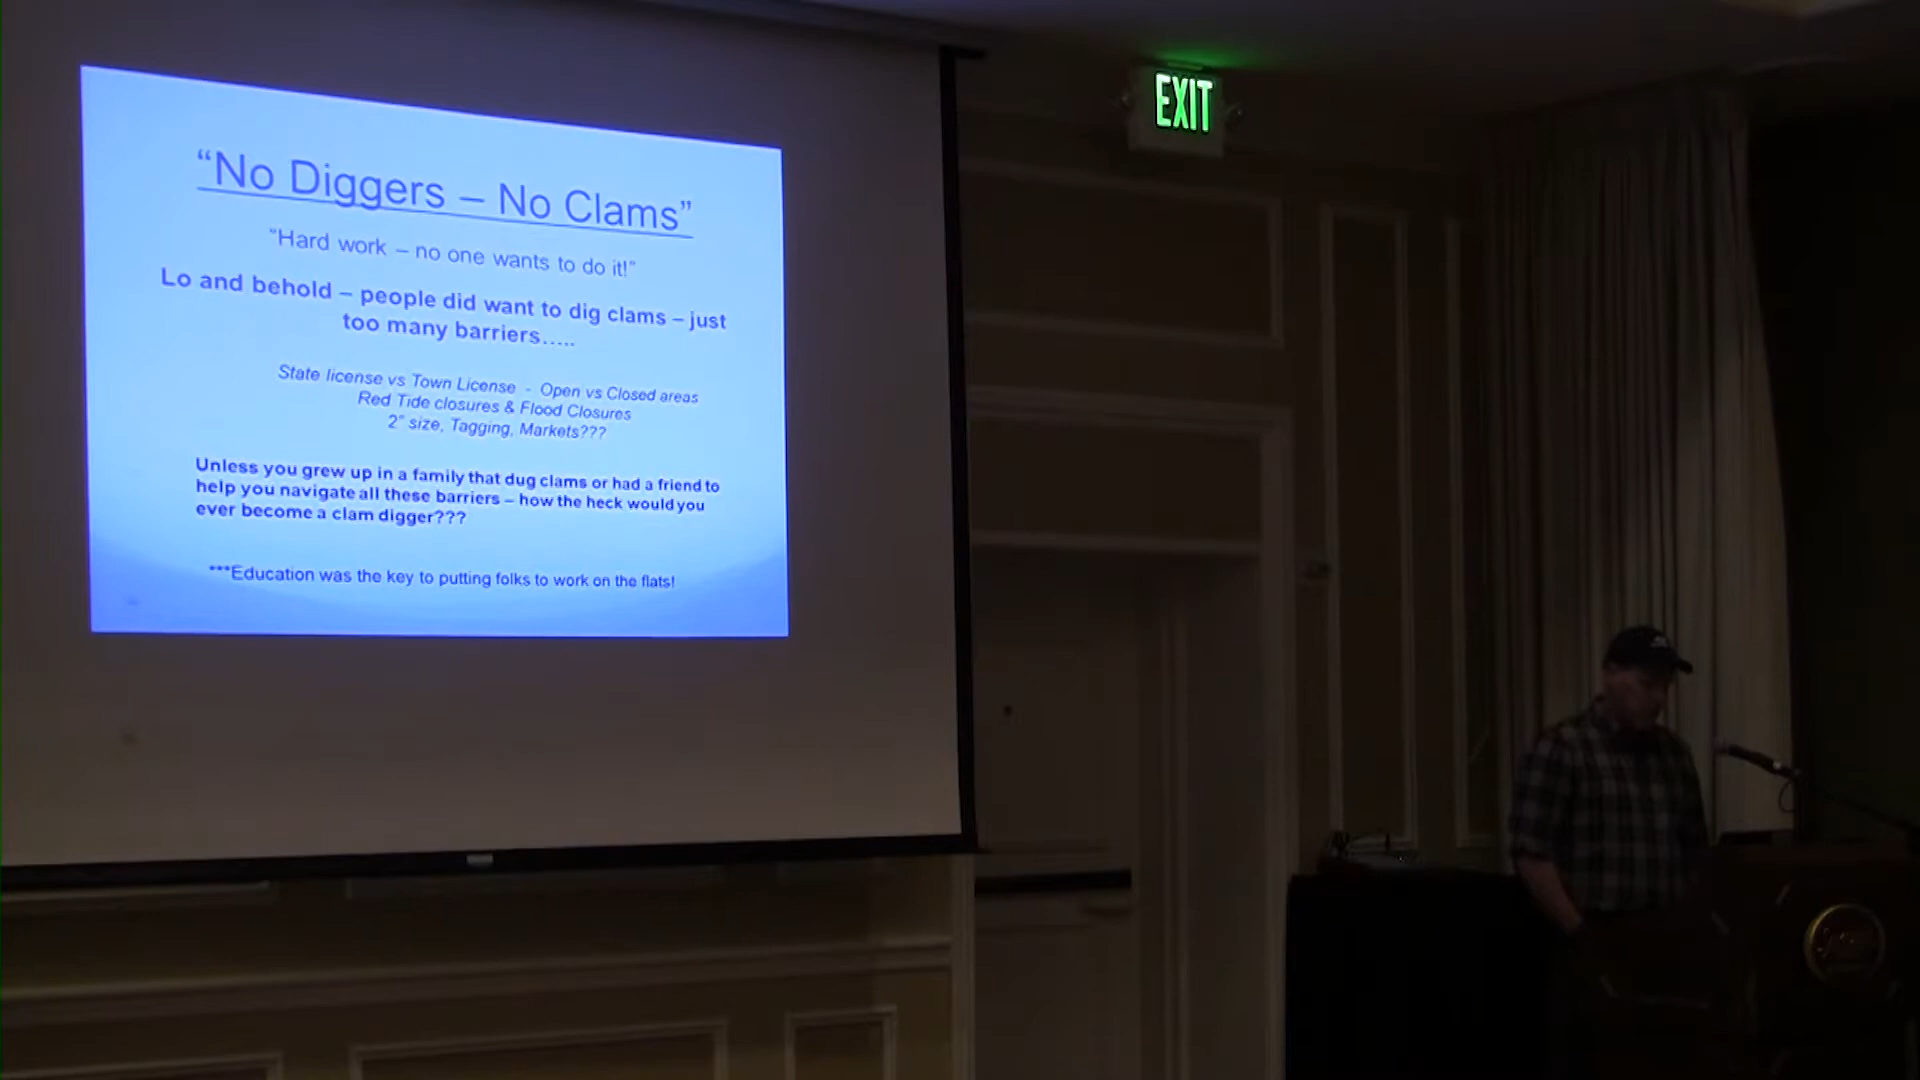 “No Diggers – No Clams”
“Hard work – no one wants to do it!”
Lo and behold – people did want to dig clams – just
too many barriers…..
State license vs Town License - Open vs Closed areas
Red Tide closures & Flood Closures
2” size, Tagging, Markets???
Unless you grew up in a family that dug clams or had a friend to
help you navigate all these barriers – how the heck would you
ever become a clam digger???
***Education was the key to putting folks to work on the flats!
EXIT